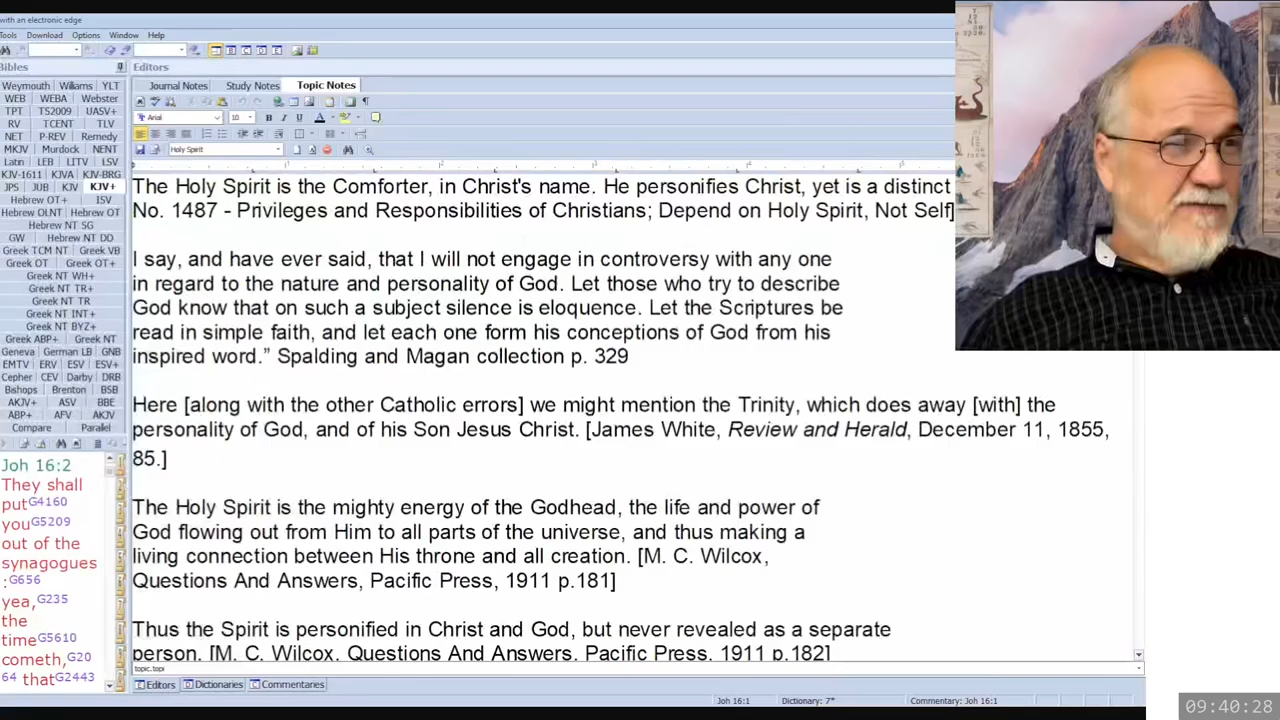 with an electronic edge
Tools Download Options Window Help
Bibles
Editors
Weymouth Williams YLT
WEB WEBA Webster
TPT TS2009 UASV+
RV TCENT TLV
NET P-REV Remedy
MKJV Murdock NENT
Latin LEB LITV LSV
KJV-1611 KJVA KJV-BRG
JPS JUB KJV KJV+
Hebrew OT+ ISV
Hebrew OLNT Hebrew OT
Hebrew NT SG
GW Hebrew NT DD
Greek TCM NT Greek VB
Greek OT Greek OT+
Greek NT WH+
Greek NT TR+
Greek NT TR
Greek NT INT+
Greek NT BYZ+
Greek ABP+ Greek NT
Geneva German LB GNB
EMTV ERV ESV ESV+
Cepher CEV Darby DRB
Bishops Brenton BSB
AKJV+ ASV BBE
ABP+ AFV AKJV
Compare Parallel
Joh 16:2
They shall
putG4160
youG5209
out of the
synagogues
:G656
yea,G235
the
timeG5610
cometh,G20
64 thatG2443
Journal Notes Study Notes Topic Notes
Arial 10 B I U A
Holy Spirit
The Holy Spirit is the Comforter, in Christ's name. He personifies Christ, yet is a distinct
No. 1487 - Privileges and Responsibilities of Christians; Depend on Holy Spirit, Not Self]
I say, and have ever said, that I will not engage in controversy with any one
in regard to the nature and personality of God. Let those who try to describe
God know that on such a subject silence is eloquence. Let the Scriptures be
read in simple faith, and let each one form his conceptions of God from his
inspired word.” Spalding and Magan collection p. 329
Here [along with the other Catholic errors] we might mention the Trinity, which does away [with] the
personality of God, and of his Son Jesus Christ. [James White, Review and Herald, December 11, 1855,
85.]
The Holy Spirit is the mighty energy of the Godhead, the life and power of
God flowing out from Him to all parts of the universe, and thus making a
living connection between His throne and all creation. [M. C. Wilcox,
Questions And Answers, Pacific Press, 1911 p.181]
Thus the Spirit is personified in Christ and God, but never revealed as a separate
person. [M. C. Wilcox, Questions And Answers, Pacific Press, 1911 p.182]
topic.topi
Editors Dictionaries Commentaries
Joh 16:1 Dictionary: 7* Commentary: Joh 16:1
09:40:28